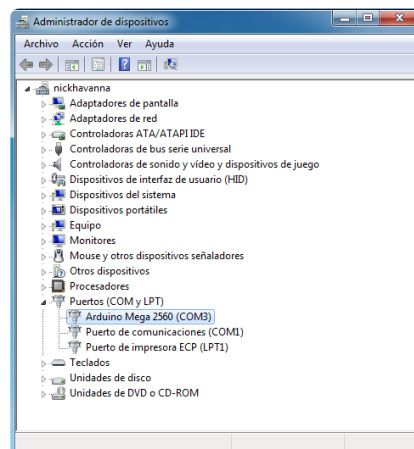 Administrador de dispositivos
Archivo Acción Ver Ayuda
nickhavanna
Adaptadores de pantalla
Adaptadores de red
Controladoras ATA/ATAPI IDE
Controladoras de bus serie universal
Controladoras de sonido y vídeo y dispositivos de juego
Dispositivos de interfaz de usuario (HID)
Dispositivos del sistema
Dispositivos portátiles
Equipo
Monitores
Mouse y otros dispositivos señaladores
Otros dispositivos
Procesadores
Puertos (COM y LPT)
Arduino Mega 2560 (COM3)
Puerto de comunicaciones (COM1)
Puerto de impresora ECP (LPT1)
Teclados
Unidades de disco
Unidades de DVD o CD-ROM